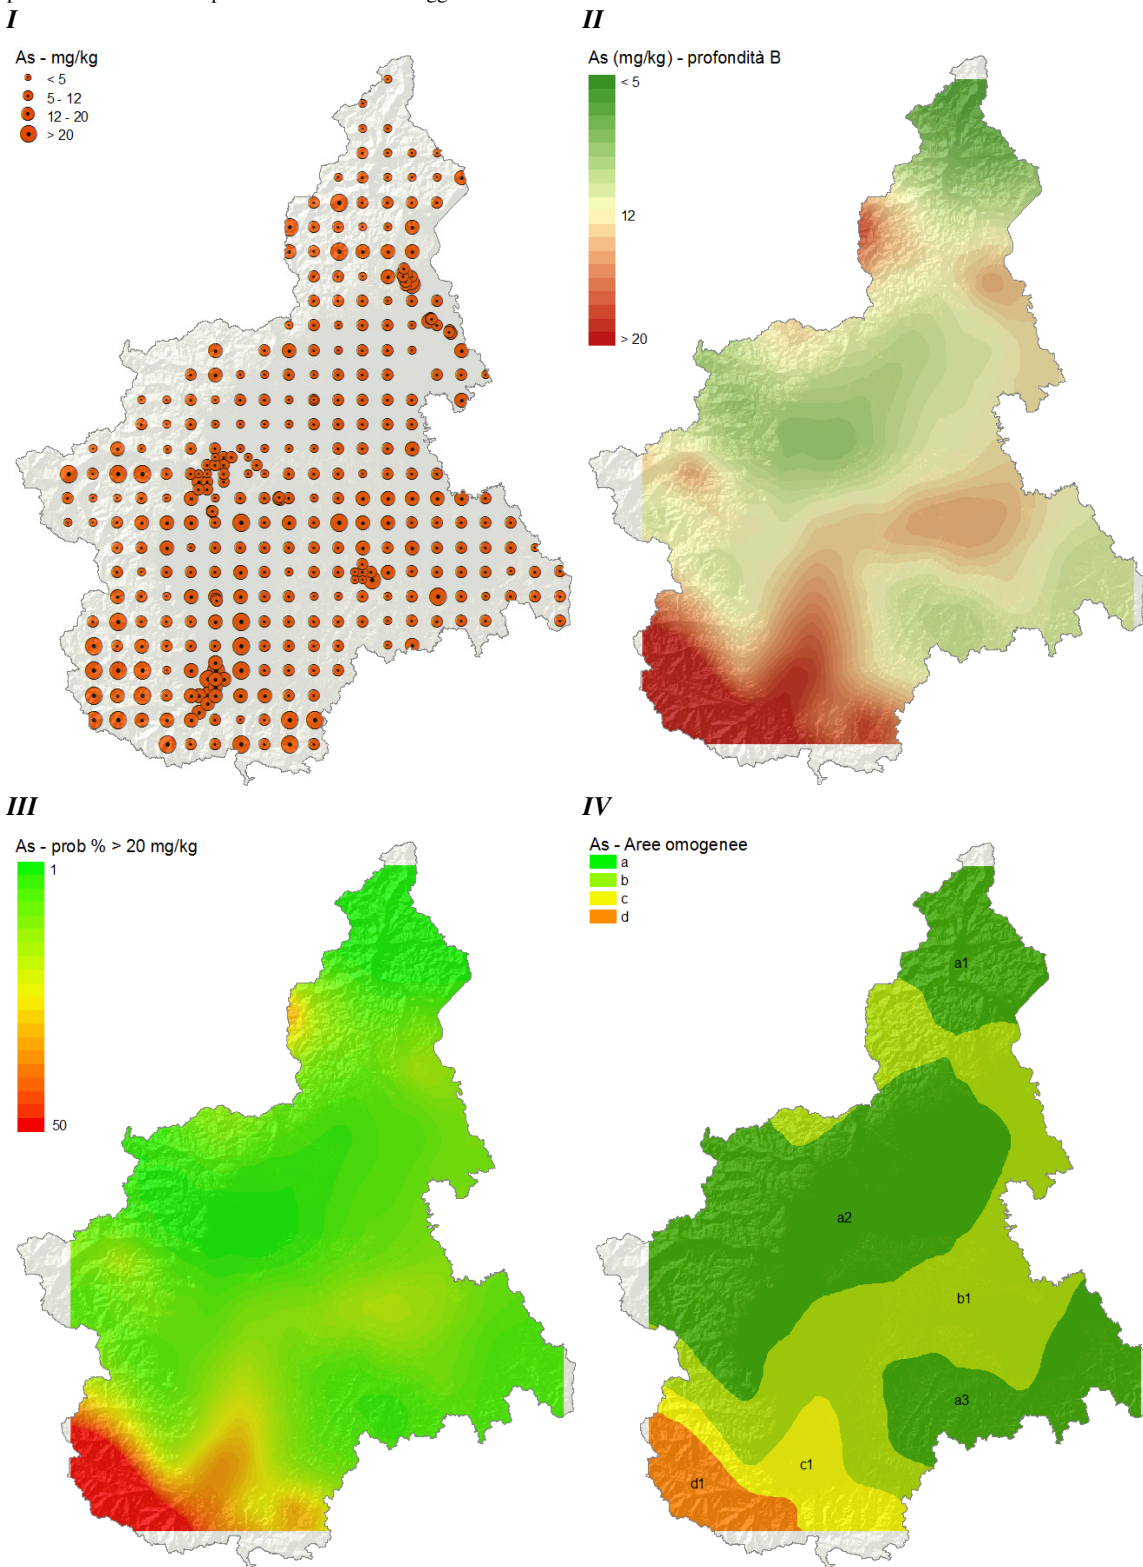 I
As - mg/kg
< 5
5 - 12
12 - 20
> 20
II
As (mg/kg) - profondità B
< 5
12
> 20
III
As - prob % > 20 mg/kg
1
50
IV
As - Aree omogenee
a
b
c
d
a1
a2
b1
a3
c1
d1